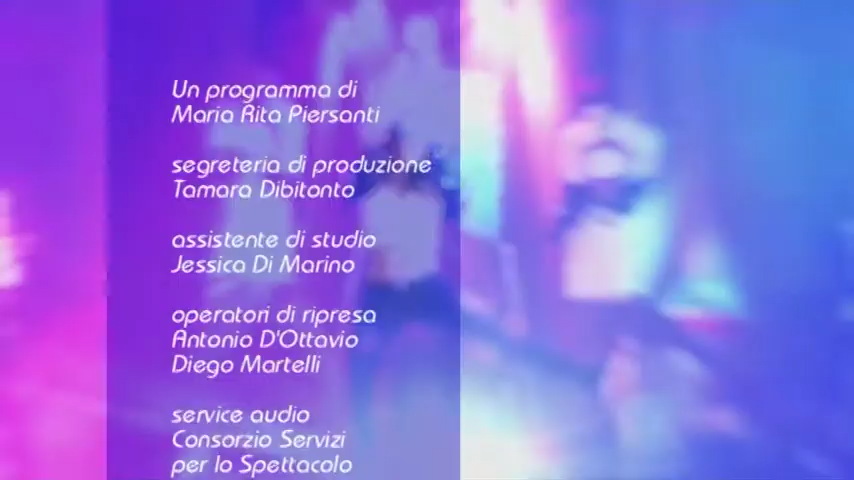 Un programma di
Maria Rita Piersanti
segreteria di produzione
Tamara Dibitonto
assistente di studio
Jessica Di Marino
operatori di ripresa
Antonio D'Ottavio
Diego Martelli
service audio
Consorzio Servizi
per lo Spettacolo